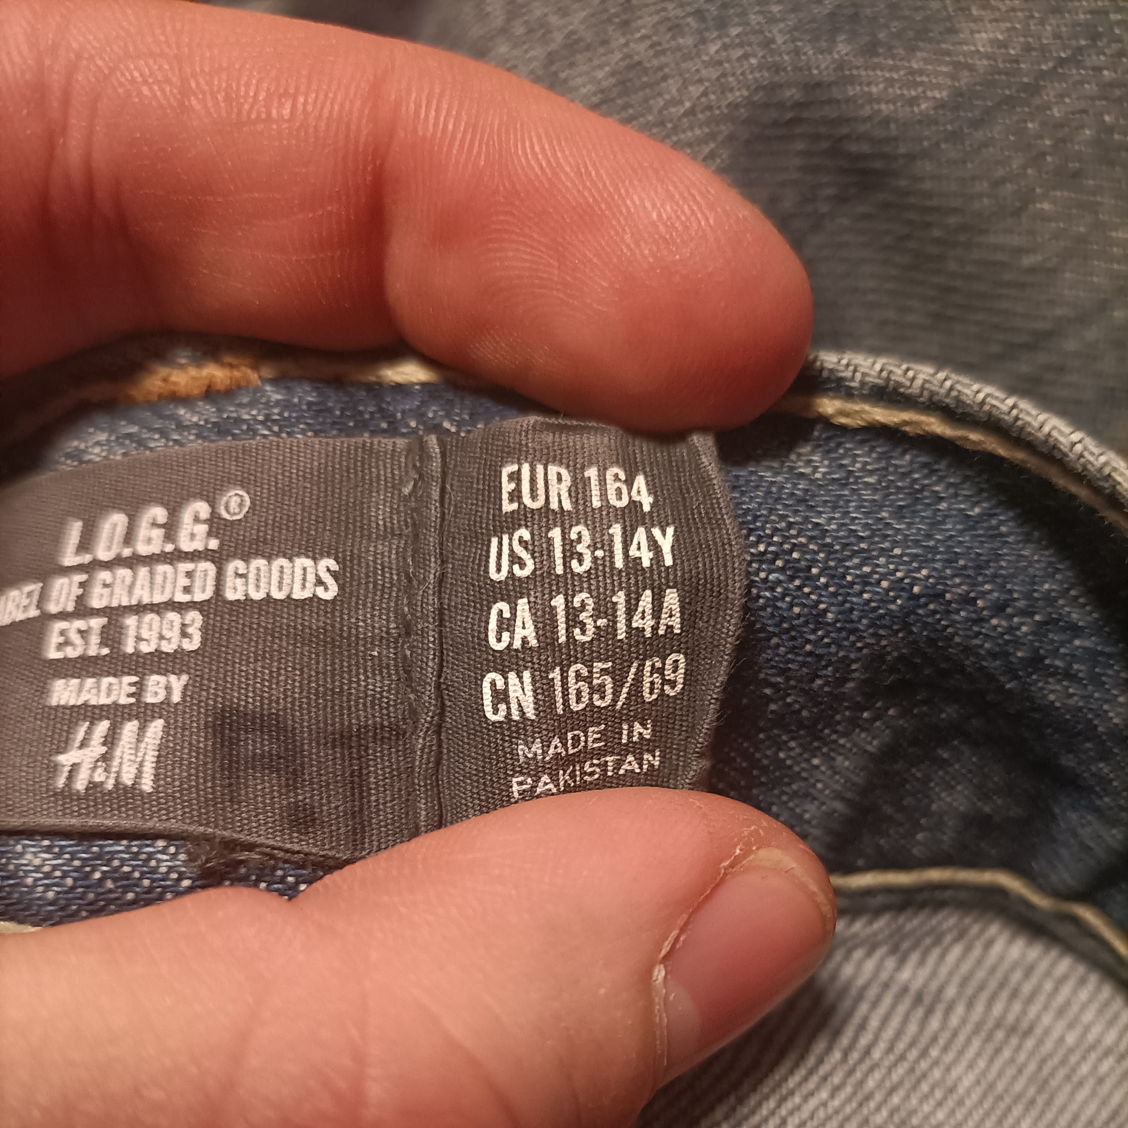 L.O.G.G.®
OF GRADED GOODS
EST. 1993
MADE BY
H&M
EUR 164
US 13-14Y
CA 13-14A
CN 165/69
MADE IN
PAKISTAN